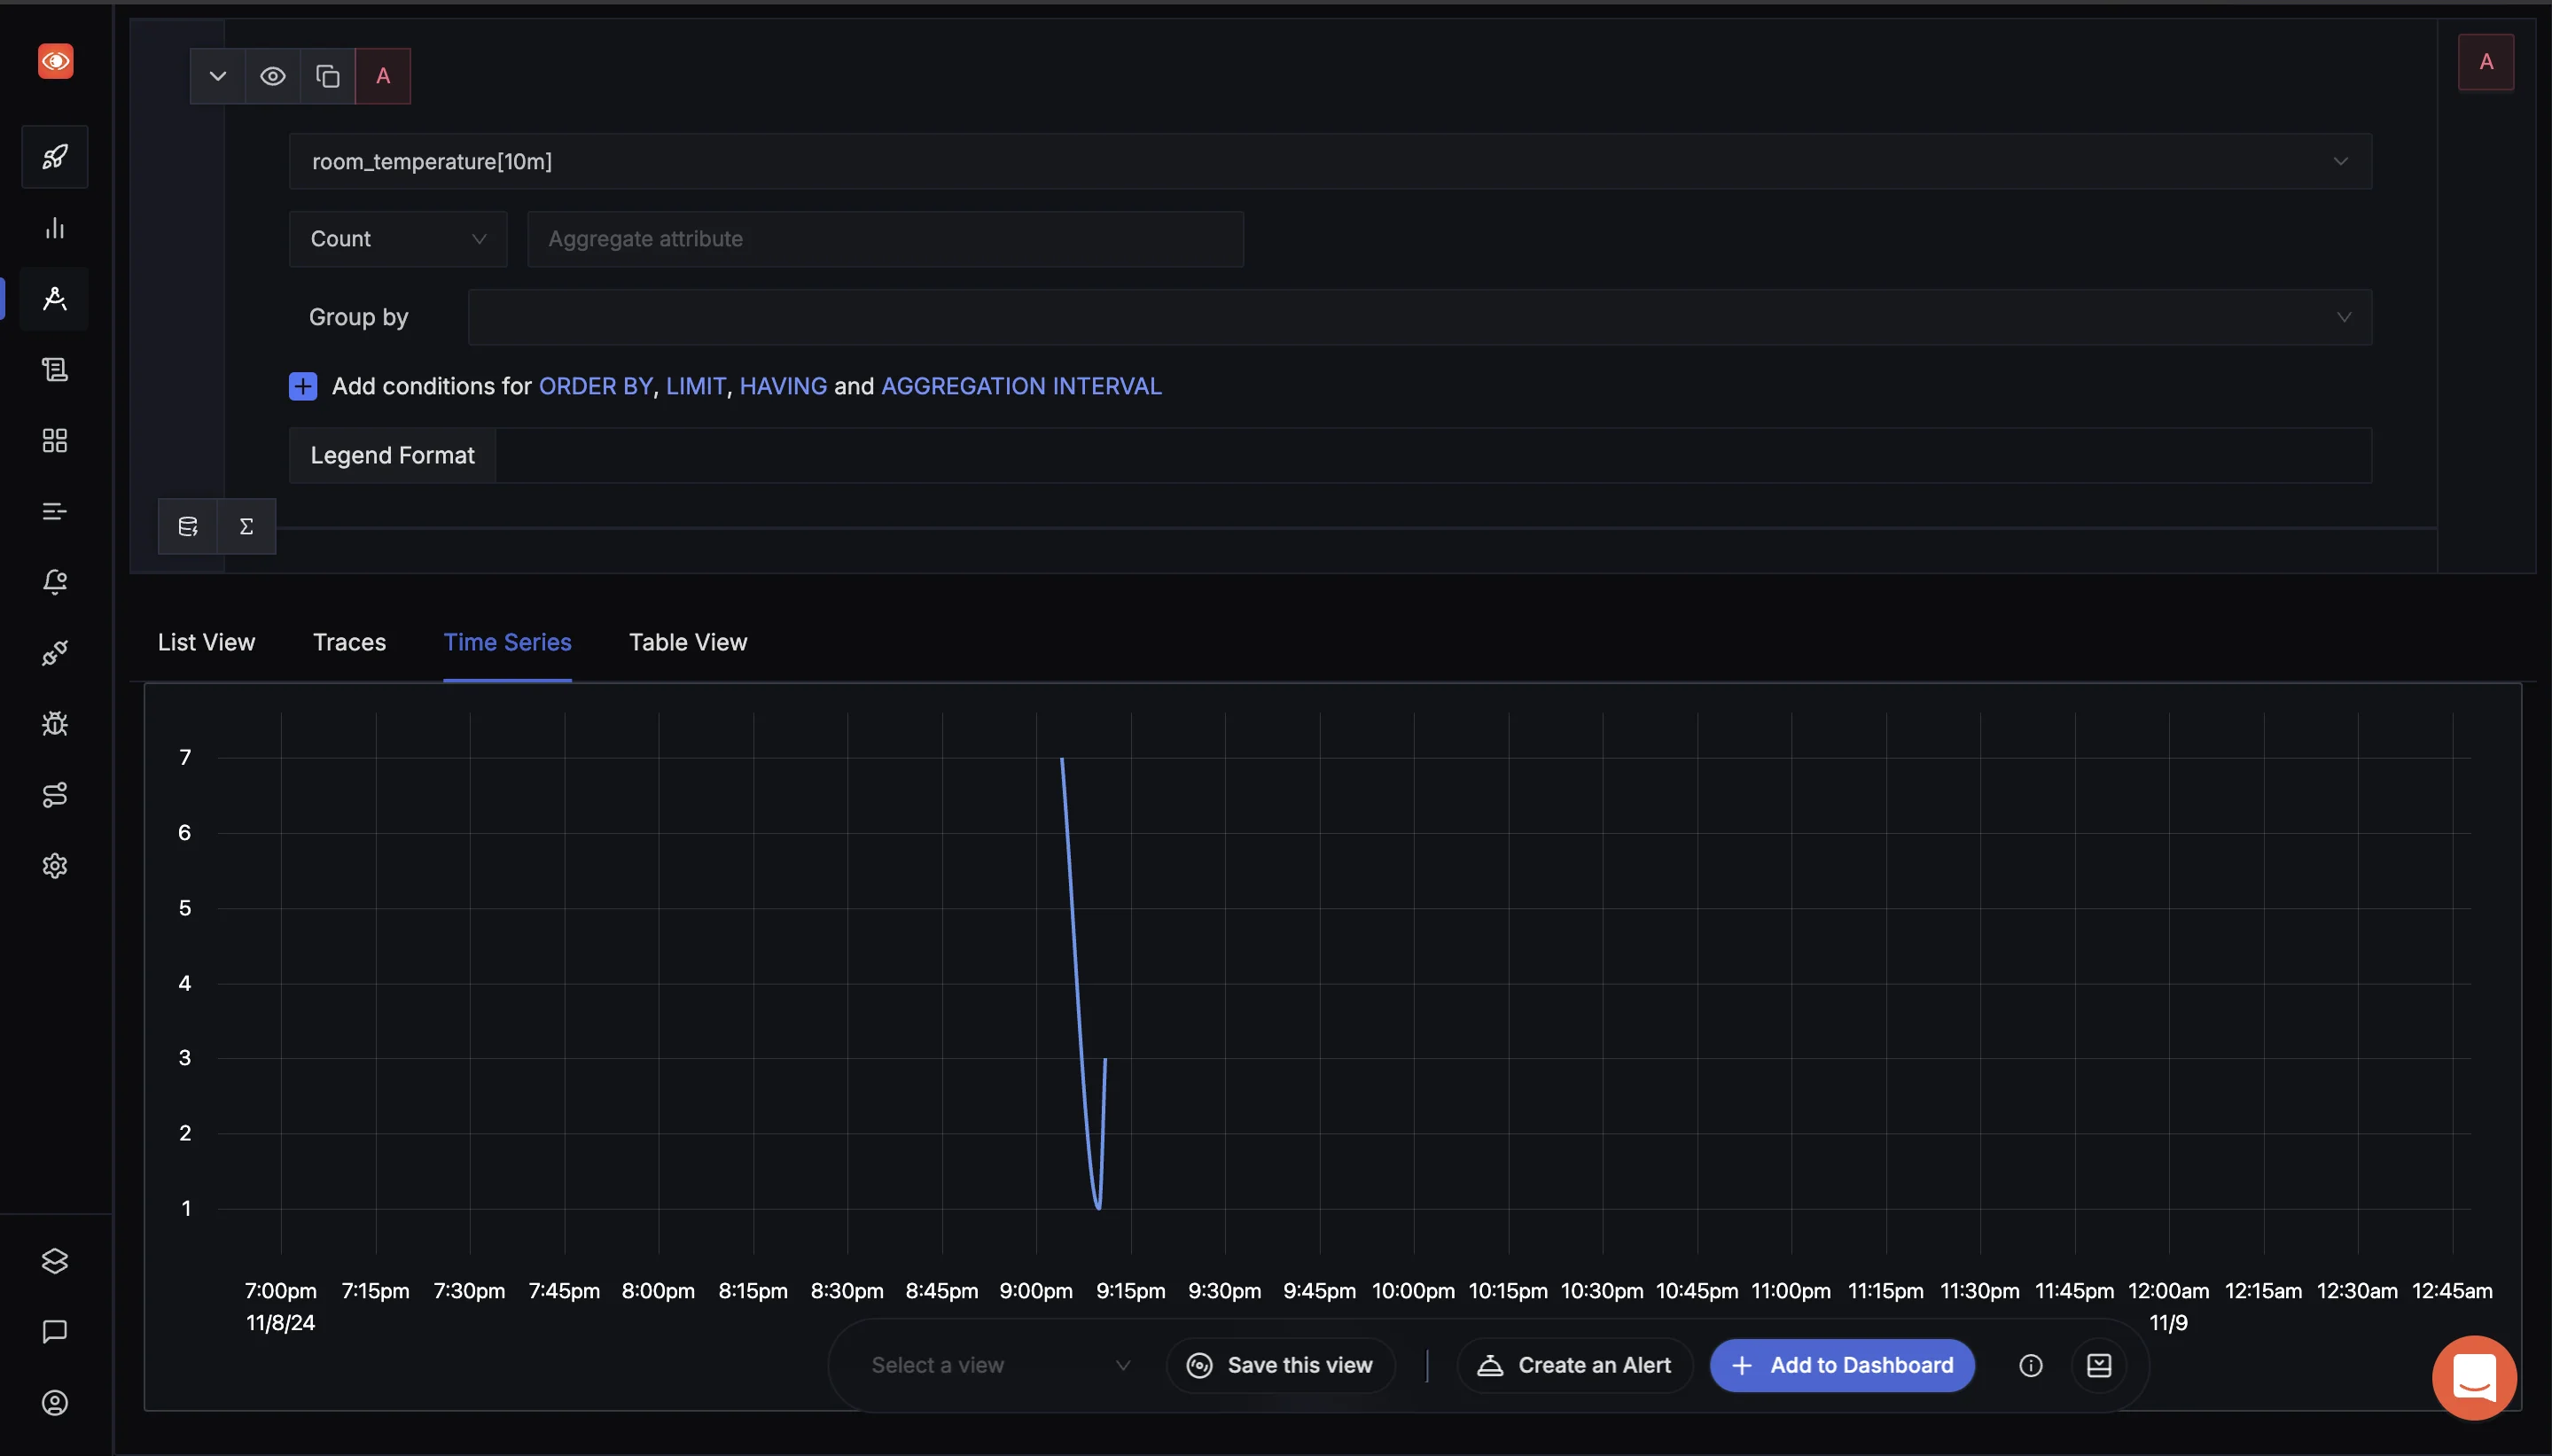 A
A
room_temperature[10m]
Count
Aggregate attribute
Group by
Add conditions for ORDER BY, LIMIT, HAVING and AGGREGATION INTERVAL
Legend Format
Σ
List View
Traces
Time Series
Table View
7
6
5
4
3
2
1
7:00pm 7:15pm 7:30pm 7:45pm 8:00pm 8:15pm 8:30pm 8:45pm 9:00pm 9:15pm 9:30pm 9:45pm 10:00pm 10:15pm 10:30pm 10:45pm 11:00pm 11:15pm 11:30pm 11:45pm 12:00am 12:15am 12:30am 12:45am
11/8/24 11/9
Select a view
Save this view
Create an Alert
Add to Dashboard